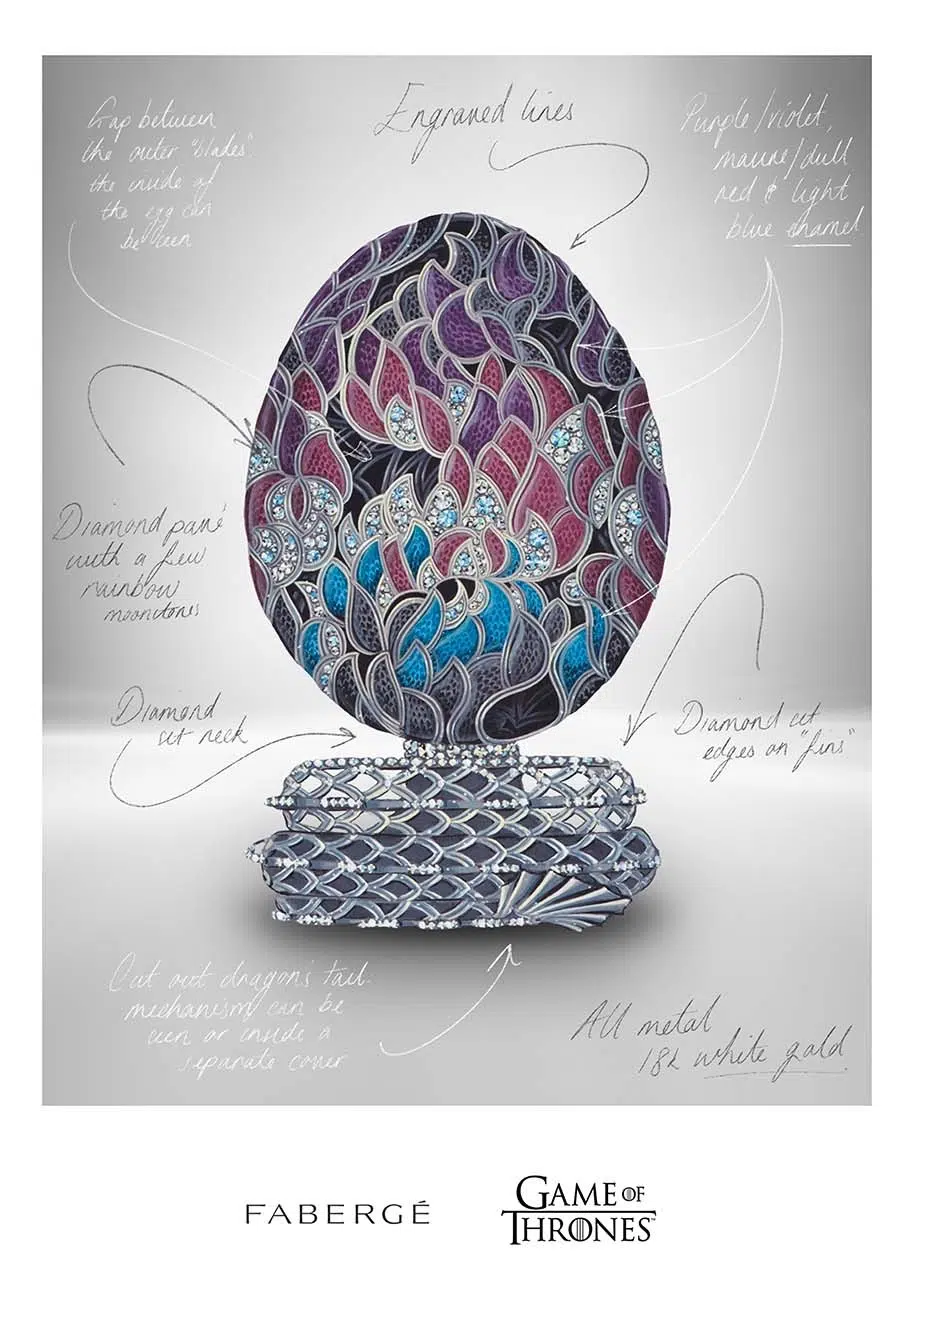 Gap between
the outer "blades".
the inside of
the egg can
be seen
Engraved lines
Purple/violet,
mauve/dull
red & light
blue enamel
Diamond pavé
with a few
rainbow
moonstones
Diamond
set neck
Diamond set
edges on "fins"
Cut out dragon's tail.
mechanism can be
seen or inside a
separate cover
All metal
18k white gold
FABERGÉ
GAME OF
THRONES™